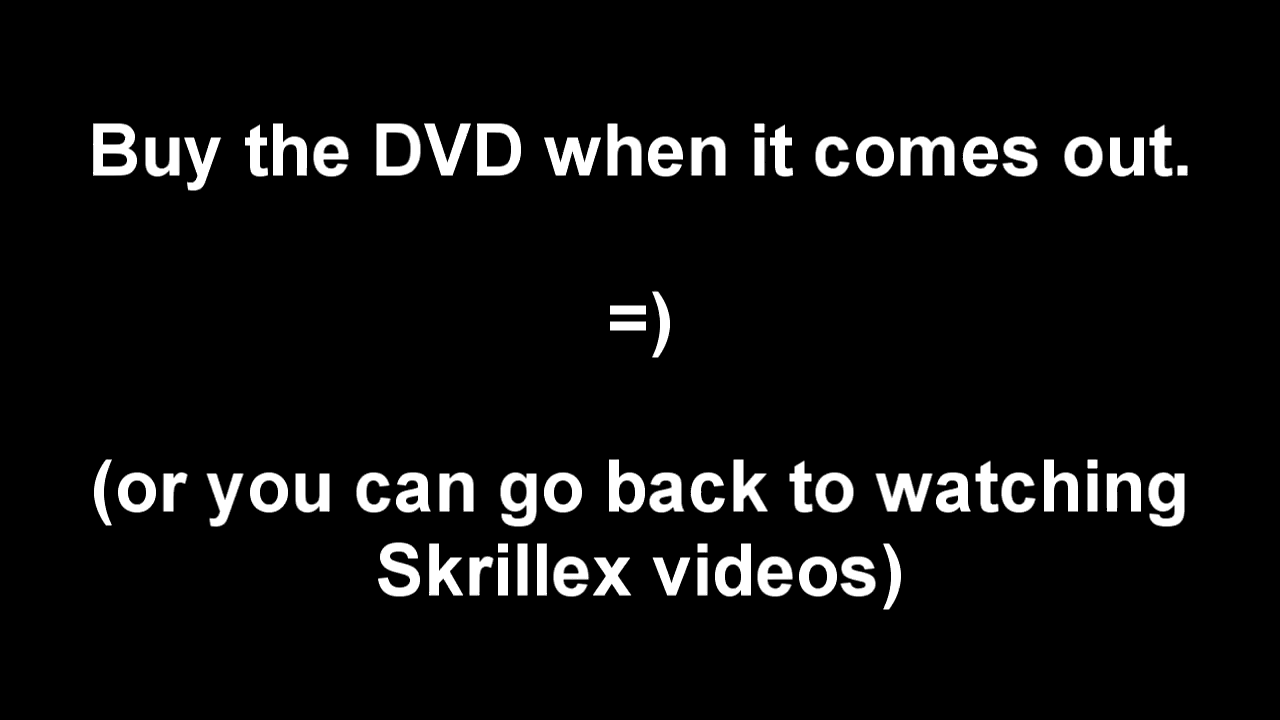 Buy the DVD when it comes out.
=)
(or you can go back to watching
Skrillex videos)